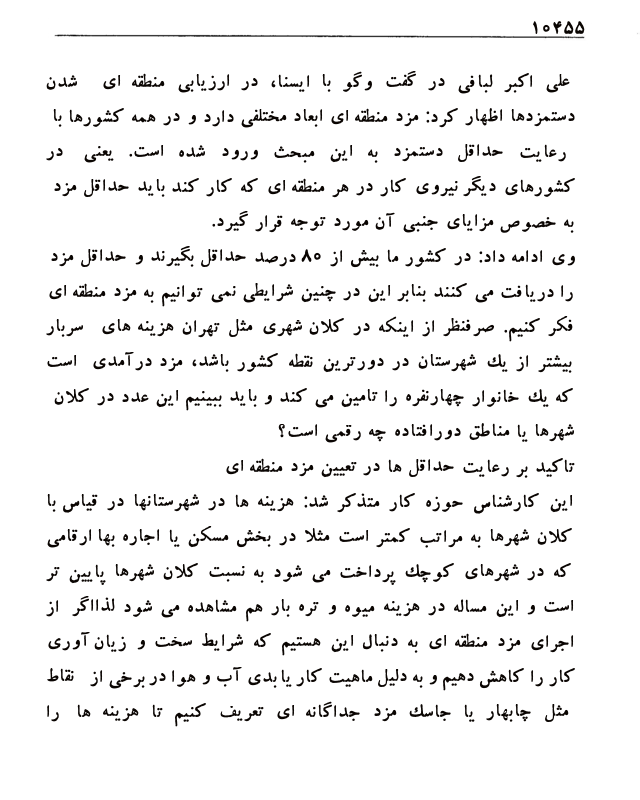 ۱۰۴۵۵
علی اکبر لبافی در گفت وگو با ایسنا، در ارزیابی منطقه ای شدن
دستمزدها اظهار کرد: مزد منطقه ای ابعاد مختلفی دارد و در همه کشورها با
رعایت حداقل دستمزد به این مبحث ورود شده است. یعنی در
کشورهای دیگر نیروی کار در هر منطقه ای که کار کند باید حداقل مزد
به خصوص مزایای جنبی آن مورد توجه قرار گیرد.
وی ادامه داد: در کشور ما بیش از ۸۰ درصد حداقل بگیرند و حداقل مزد
را دریافت می کنند بنابر این در چنین شرایطی نمی توانیم به مزد منطقه ای
فکر کنیم. صرفنظر از اینکه در کلان شهری مثل تهران هزینه های سربار
بیشتر از یك شهرستان در دورترین نقطه کشور باشد، مزد درآمدی است
که یك خانوار چهارنفره را تامین می کند و باید ببینیم این عدد در کلان
شهرها یا مناطق دورافتاده چه رقمی است؟
تاکید بر رعایت حداقل ها در تعیین مزد منطقه ای
این کارشناس حوزه کار متذکر شد: هزینه ها در شهرستانها در قیاس با
کلان شهرها به مراتب کمتر است مثلا در بخش مسکن یا اجاره بها ارقامی
که در شهرهای کوچك پرداخت می شود به نسبت کلان شهرها پایین تر
است و این مساله در هزینه میوه و تره بار هم مشاهده می شود لذااگر از
اجرای مزد منطقه ای به دنبال این هستیم که شرایط سخت و زیان آوری
کار را کاهش دهیم و به دلیل ماهیت کار یا بدی آب و هوا در برخی از نقاط
مثل چابهار یا جاسك مزد جداگانه ای تعریف کنیم تا هزینه ها را